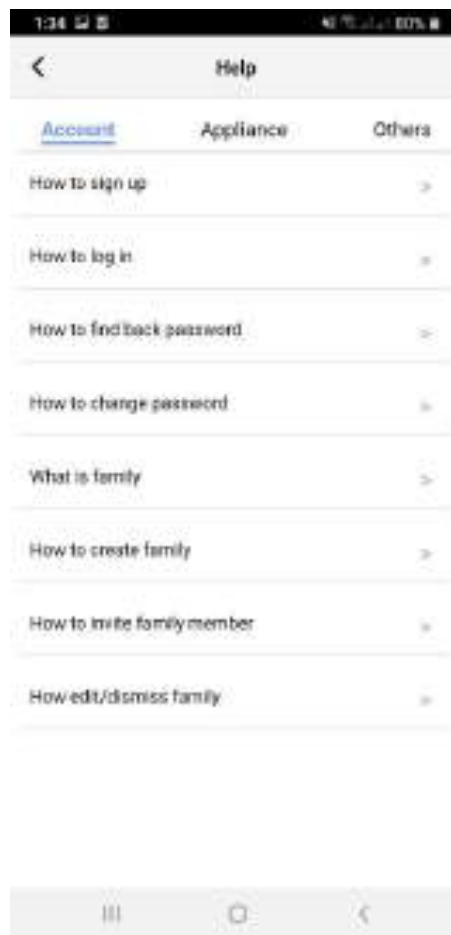 1:34 80%
Help
Account Appliance Others
How to sign up >
How to log in >
How to find back password >
How to change password >
What is family >
How to create family >
How to invite family member >
How edit/dismiss family >